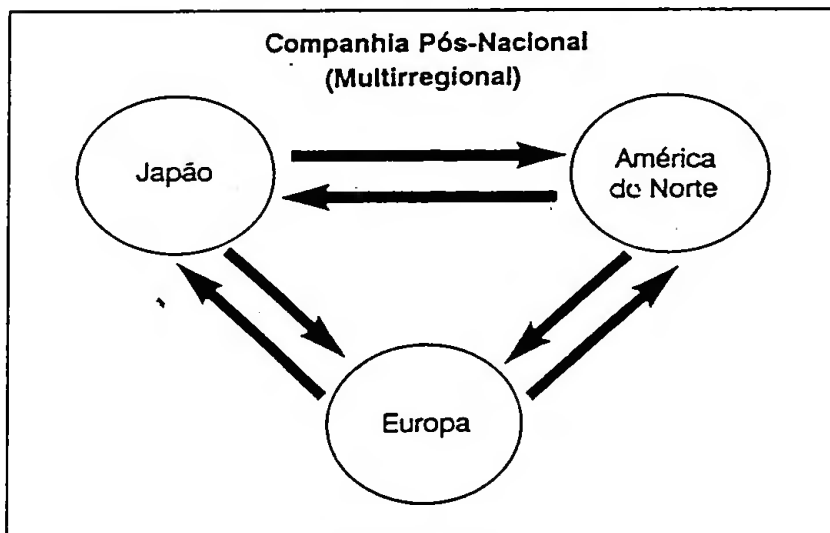 Companhia Pós-Nacional
(Multirregional)
Japão
América
do Norte
Europa